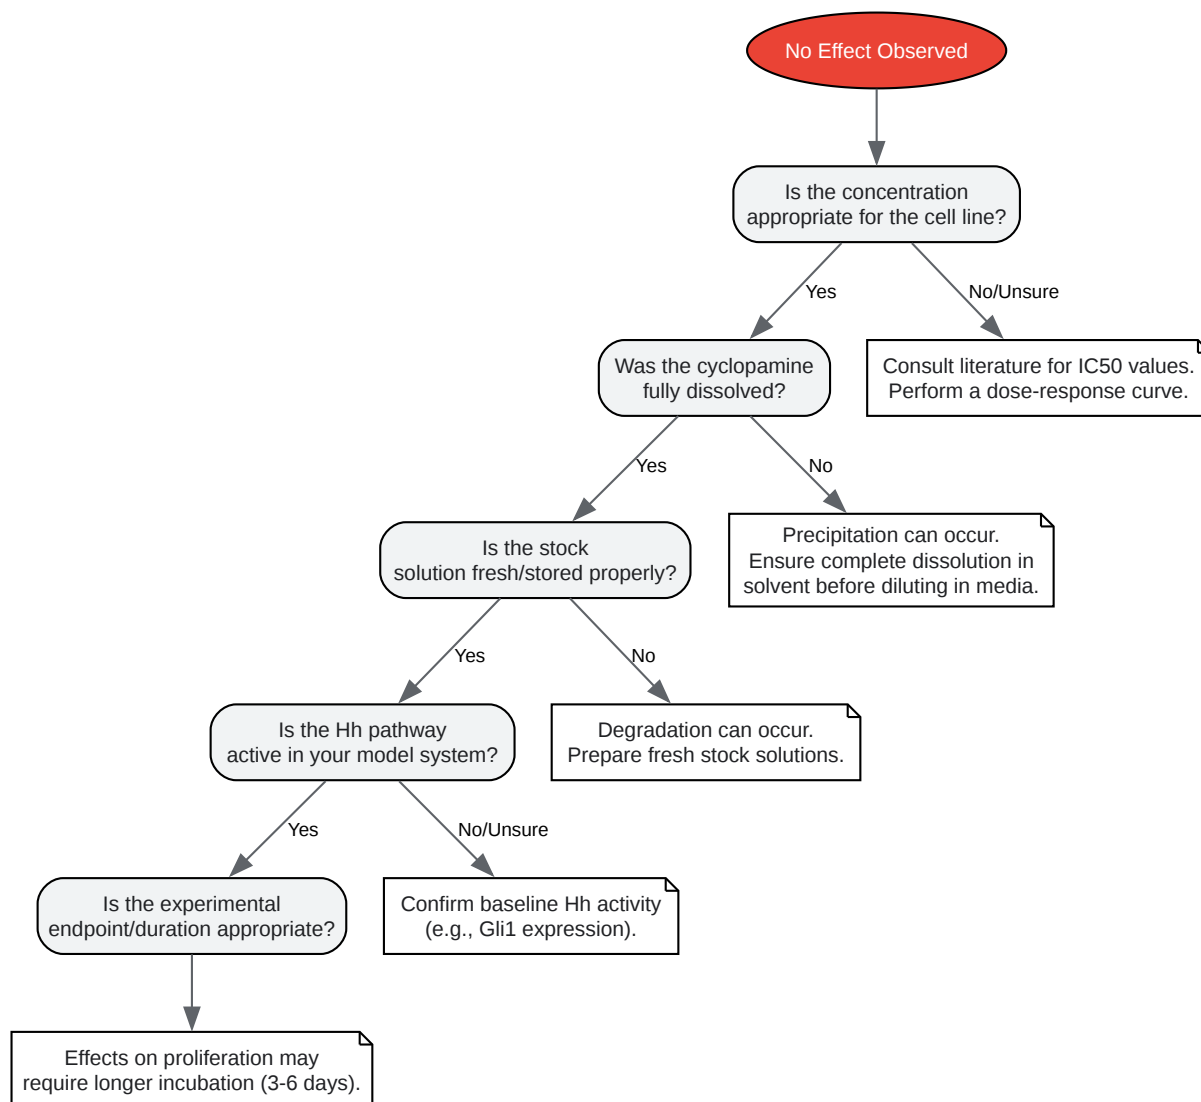 No Effect Observed
Is the concentration
appropriate for the cell line?
Yes
No/Unsure
Was the cyclopamine
fully dissolved?
Consult literature for IC50 values.
Perform a dose-response curve.
Yes
No
Is the stock
solution fresh/stored properly?
Precipitation can occur.
Ensure complete dissolution in
solvent before diluting in media.
Yes
No
Is the Hh pathway
active in your model system?
Degradation can occur.
Prepare fresh stock solutions.
Yes
No/Unsure
Is the experimental
endpoint/duration appropriate?
Confirm baseline Hh activity
(e.g., Gli1 expression).
Effects on proliferation may
require longer incubation (3-6 days).